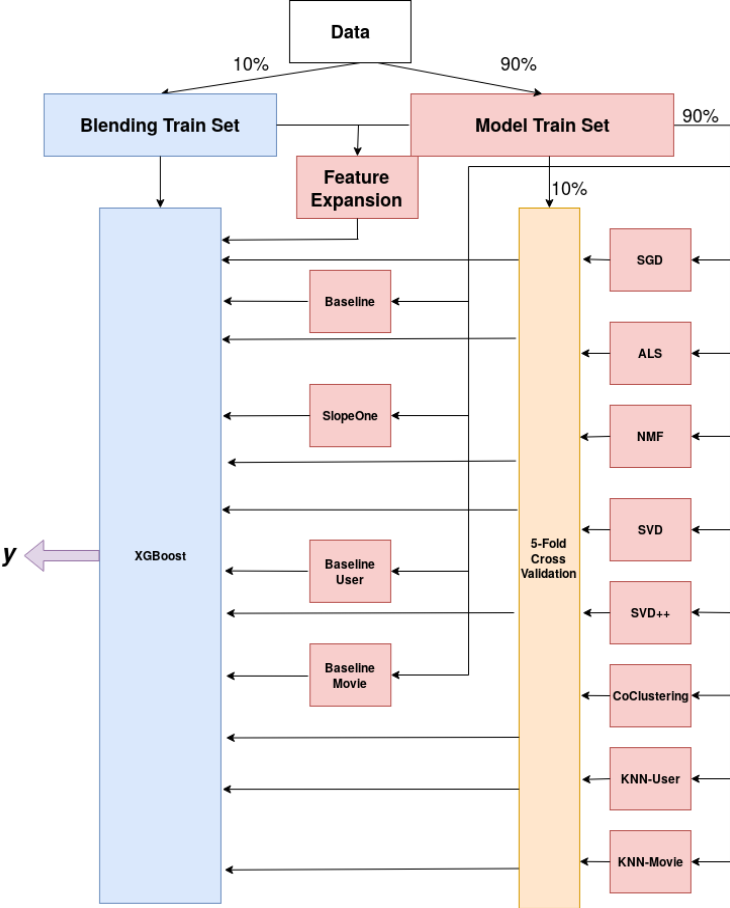 Data
10%
90%
Blending Train Set
Model Train Set
90%
Feature
Expansion
10%
SGD
Baseline
ALS
SlopeOne
NMF
SVD
y
XGBoost
5-Fold
Cross
Validation
Baseline
User
SVD++
Baseline
Movie
CoClustering
KNN-User
KNN-Movie